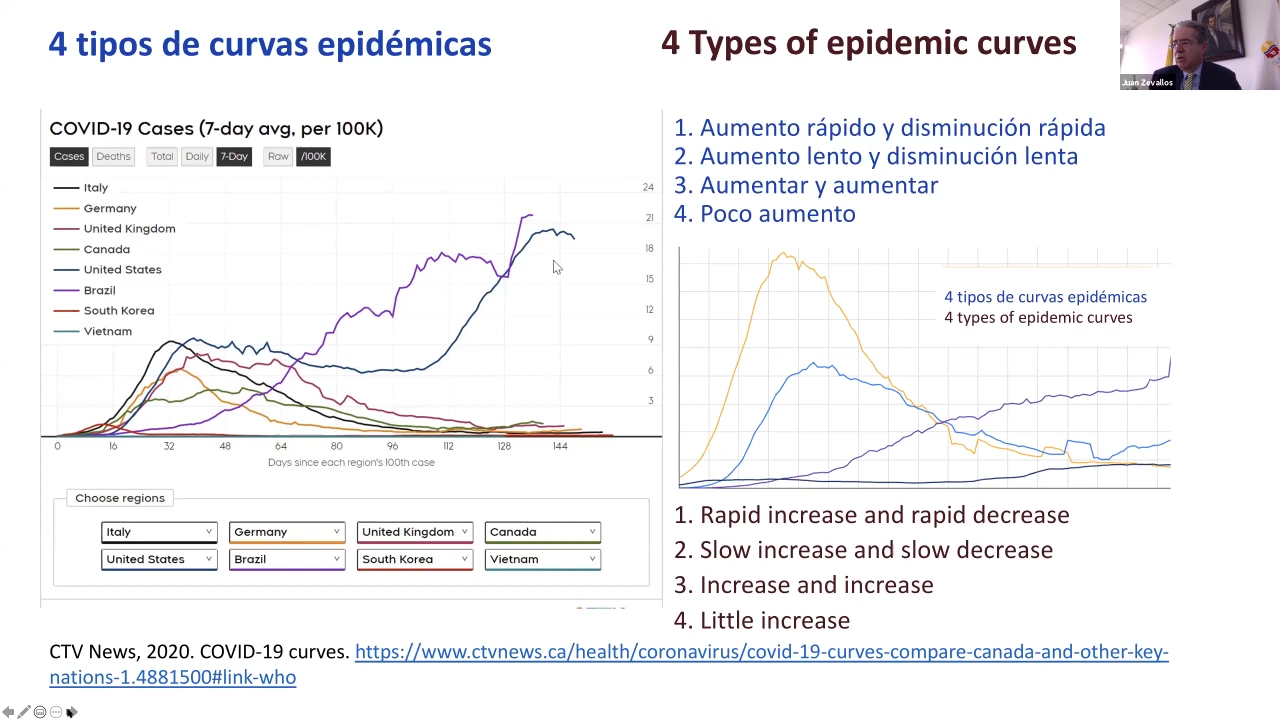 4 tipos de curvas epidémicas
4 Types of epidemic curves
Juan Zevallos
COVID-19 Cases (7-day avg, per 100K)
Cases Deaths Total Daily 7-Day Raw /100K
Italy
Germany
United Kingdom
Canada
United States
Brazil
South Korea
Vietnam
24
21
18
15
12
9
6
3
0 16 32 48 64 80 96 112 128 144
Days since each region's 100th case
Choose regions
Italy Germany United Kingdom Canada
United States Brazil South Korea Vietnam
1. Aumento rápido y disminución rápida
2. Aumento lento y disminución lenta
3. Aumentar y aumentar
4. Poco aumento
4 tipos de curvas epidémicas
4 types of epidemic curves
1. Rapid increase and rapid decrease
2. Slow increase and slow decrease
3. Increase and increase
4. Little increase
CTV News, 2020. COVID-19 curves. https://www.ctvnews.ca/health/coronavirus/covid-19-curves-compare-canada-and-other-key-
nations-1.4881500#link-who